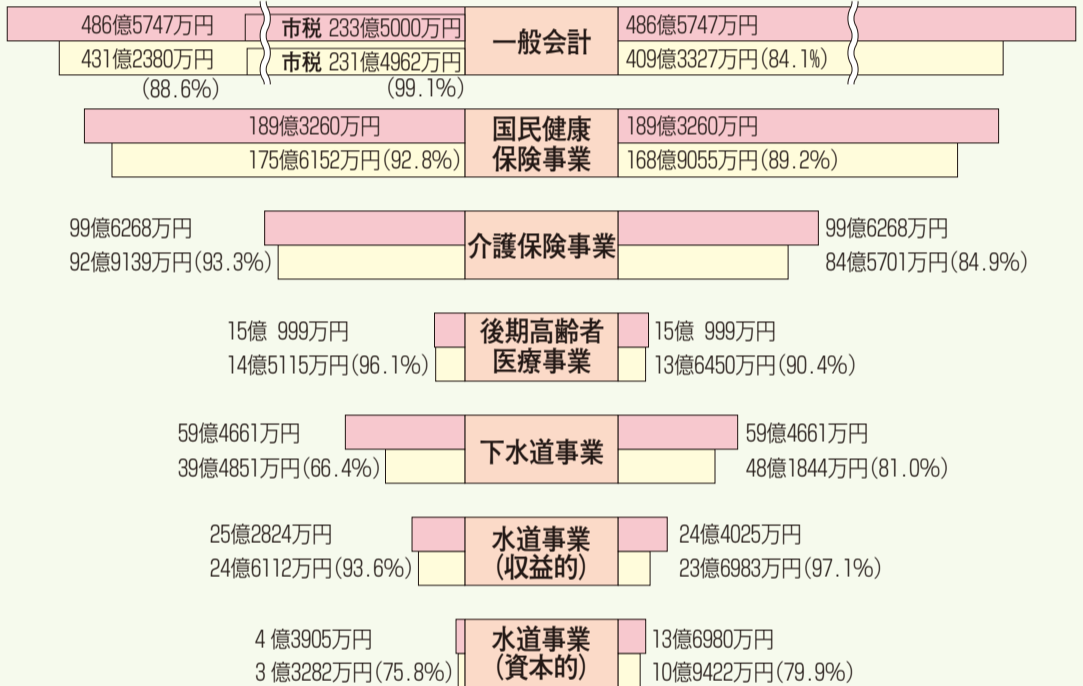 486億5747万円 市税 233億5000万円 一般会計 486億5747万円
431億2380万円 市税 231億4962万円 409億3327万円(84.1%)
(88.6%) (99.1%)
189億3260万円 国民健康 189億3260万円
175億6152万円(92.8%) 保険事業 168億9055万円(89.2%)
99億6268万円 介護保険事業 99億6268万円
92億9139万円(93.3%) 84億5701万円(84.9%)
15億 999万円 後期高齢者 15億 999万円
14億5115万円(96.1%) 医療事業 13億6450万円(90.4%)
59億4661万円 下水道事業 59億4661万円
39億4851万円(66.4%) 48億1844万円(81.0%)
25億2824万円 水道事業 24億4025万円
24億6112万円(93.6%) (収益的) 23億6983万円(97.1%)
4 億3905万円 水道事業 13億6980万円
3 億3282万円(75.8%) (資本的) 10億9422万円(79.9%)